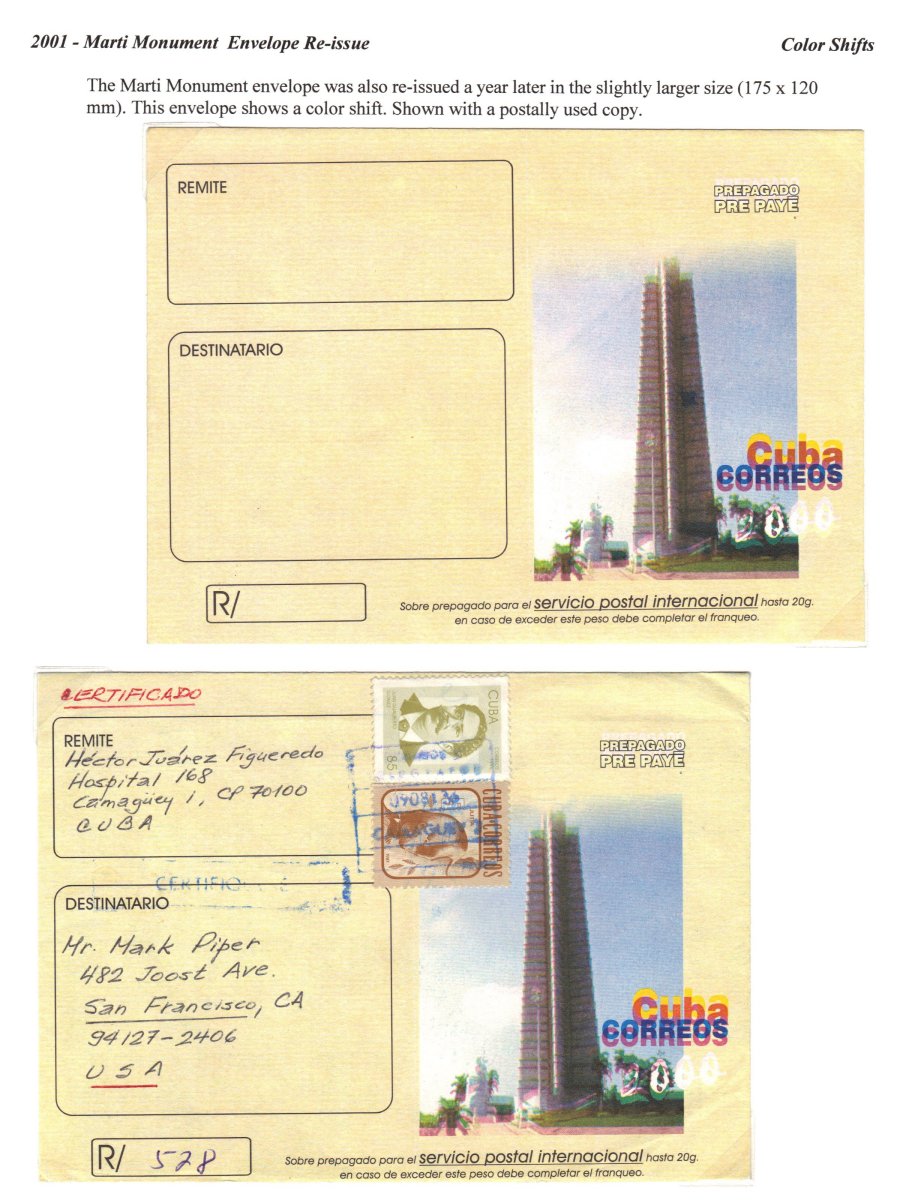 2001 - Marti Monument Envelope Re-issue
Color Shifts
The Marti Monument envelope was also re-issued a year later in the slightly larger size (175 x 120
mm). This envelope shows a color shift. Shown with a postally used copy.
REMITE
PREPAGADO
PRE PAYÉ
DESTINATARIO
Cuba
CORREOS
2000
R/
Sobre prepagado para el servicio postal internacional hasta 20g.
en caso de exceder este peso debe completar el franqueo.
CERTIFICADO
REMITE
Héctor Juárez Figueredo
Hospital 168
Camagüey 1, CP 70100
CUBA
CUBA
85
CUBA CORREOS
PREPAGADO
PRE PAYÉ
DESTINATARIO
Mr. Mark Piper
482 Joost Ave.
San Francisco, CA
94127-2406
USA
Cuba
CORREOS
2000
R/ 528
Sobre prepagado para el servicio postal internacional hasta 20g.
en caso de exceder este peso debe completar el franqueo.